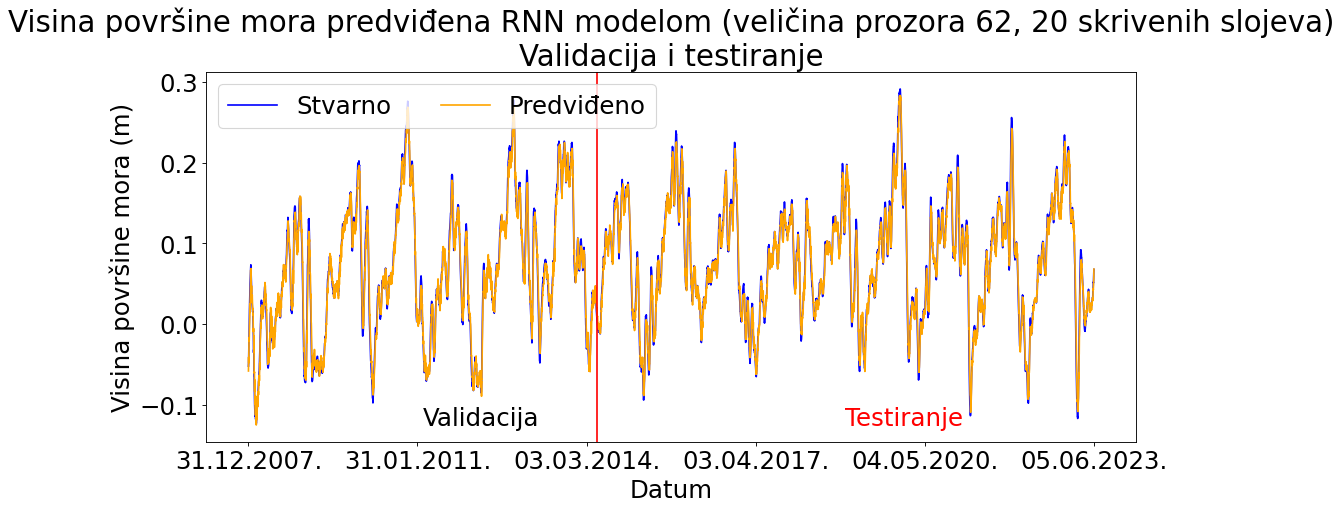 Visina površine mora predviđena RNN modelom (veličina prozora 62, 20 skrivenih slojeva)
Validacija i testiranje
Stvarno
Predviđeno
Visina površine mora (m)
0.3
0.2
0.1
0.0
−0.1
Validacija
Testiranje
31.12.2007.
31.01.2011.
03.03.2014.
03.04.2017.
04.05.2020.
05.06.2023.
Datum